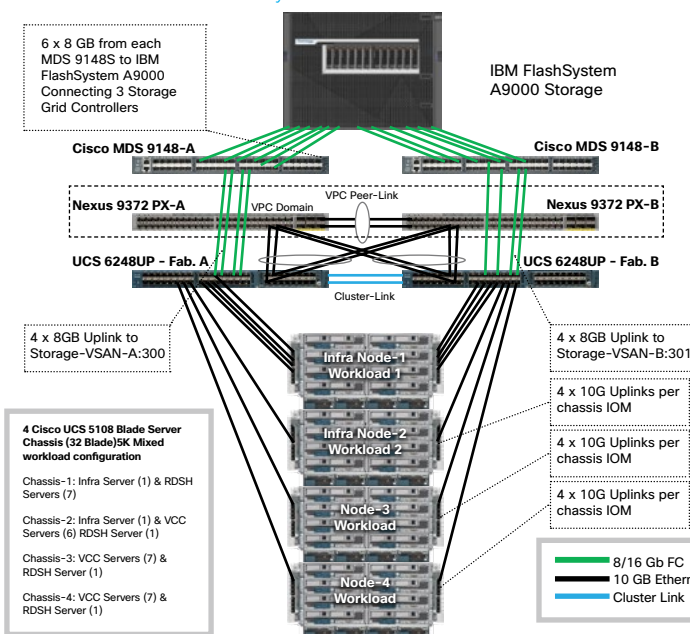 6 x 8 GB from each
MDS 9148S to IBM
FlashSystem A9000
Connecting 3 Storage
Grid Controllers
IBM FlashSystem
A9000 Storage
Cisco MDS 9148-A
Cisco MDS 9148-B
VPC Peer-Link
Nexus 9372 PX-A
VPC Domain
Nexus 9372 PX-B
UCS 6248UP - Fab. A
UCS 6248UP - Fab. B
Cluster-Link
4 x 8GB Uplink to
Storage-VSAN-A:300
4 x 8GB Uplink to
Storage-VSAN-B:301
Infra Node-1
Workload 1
4 x 10G Uplinks per
chassis IOM
Infra Node-2
Workload 2
4 x 10G Uplinks per
chassis IOM
Node-3
Workload
4 x 10G Uplinks per
chassis IOM
Node-4
Workload
4 Cisco UCS 5108 Blade Server
Chassis (32 Blade)5K Mixed
workload configuration
Chassis-1: Infra Server (1) & RDSH
Servers (7)
Chassis-2: Infra Server (1) & VCC
Servers (6) RDSH Server (1)
Chassis-3: VCC Servers (7) &
RDSH Server (1)
Chassis-4: VCC Servers (7) &
RDSH Server (1)
8/16 Gb FC
10 GB Ethern
Cluster Link